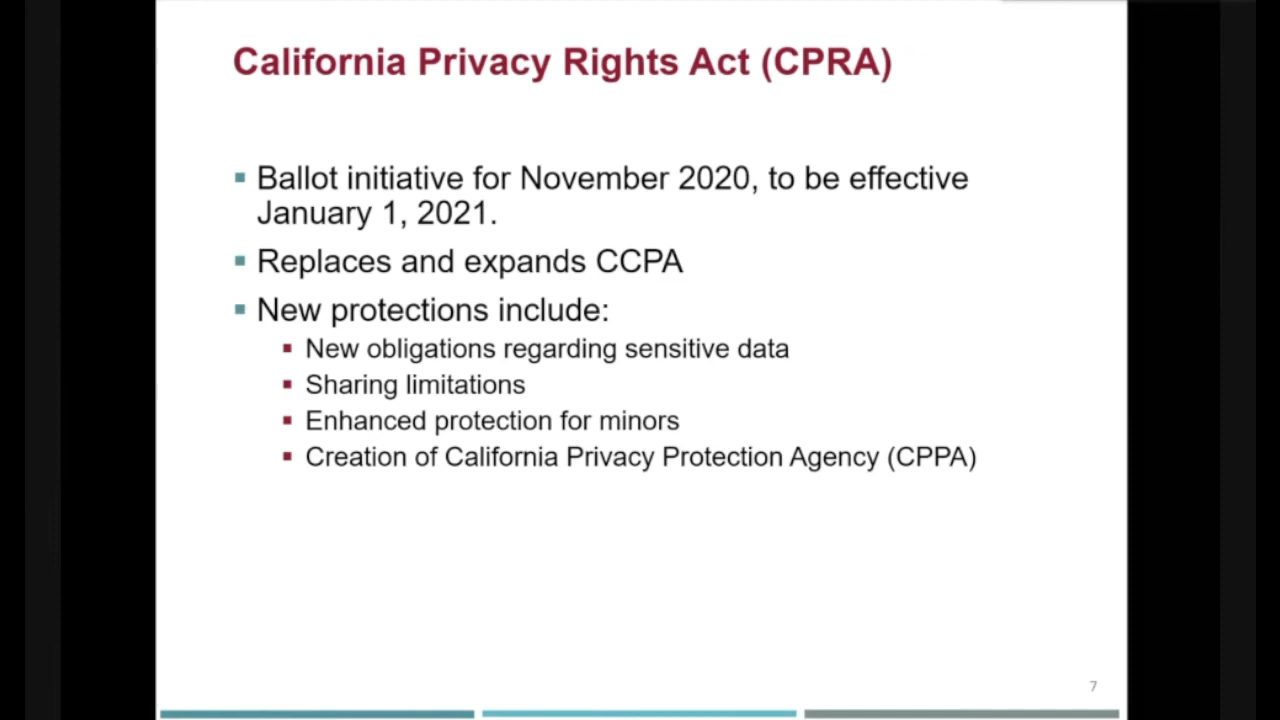 California Privacy Rights Act (CPRA)
Ballot initiative for November 2020, to be effective
January 1, 2021.
Replaces and expands CCPA
New protections include:
New obligations regarding sensitive data
Sharing limitations
Enhanced protection for minors
Creation of California Privacy Protection Agency (CPPA)
7